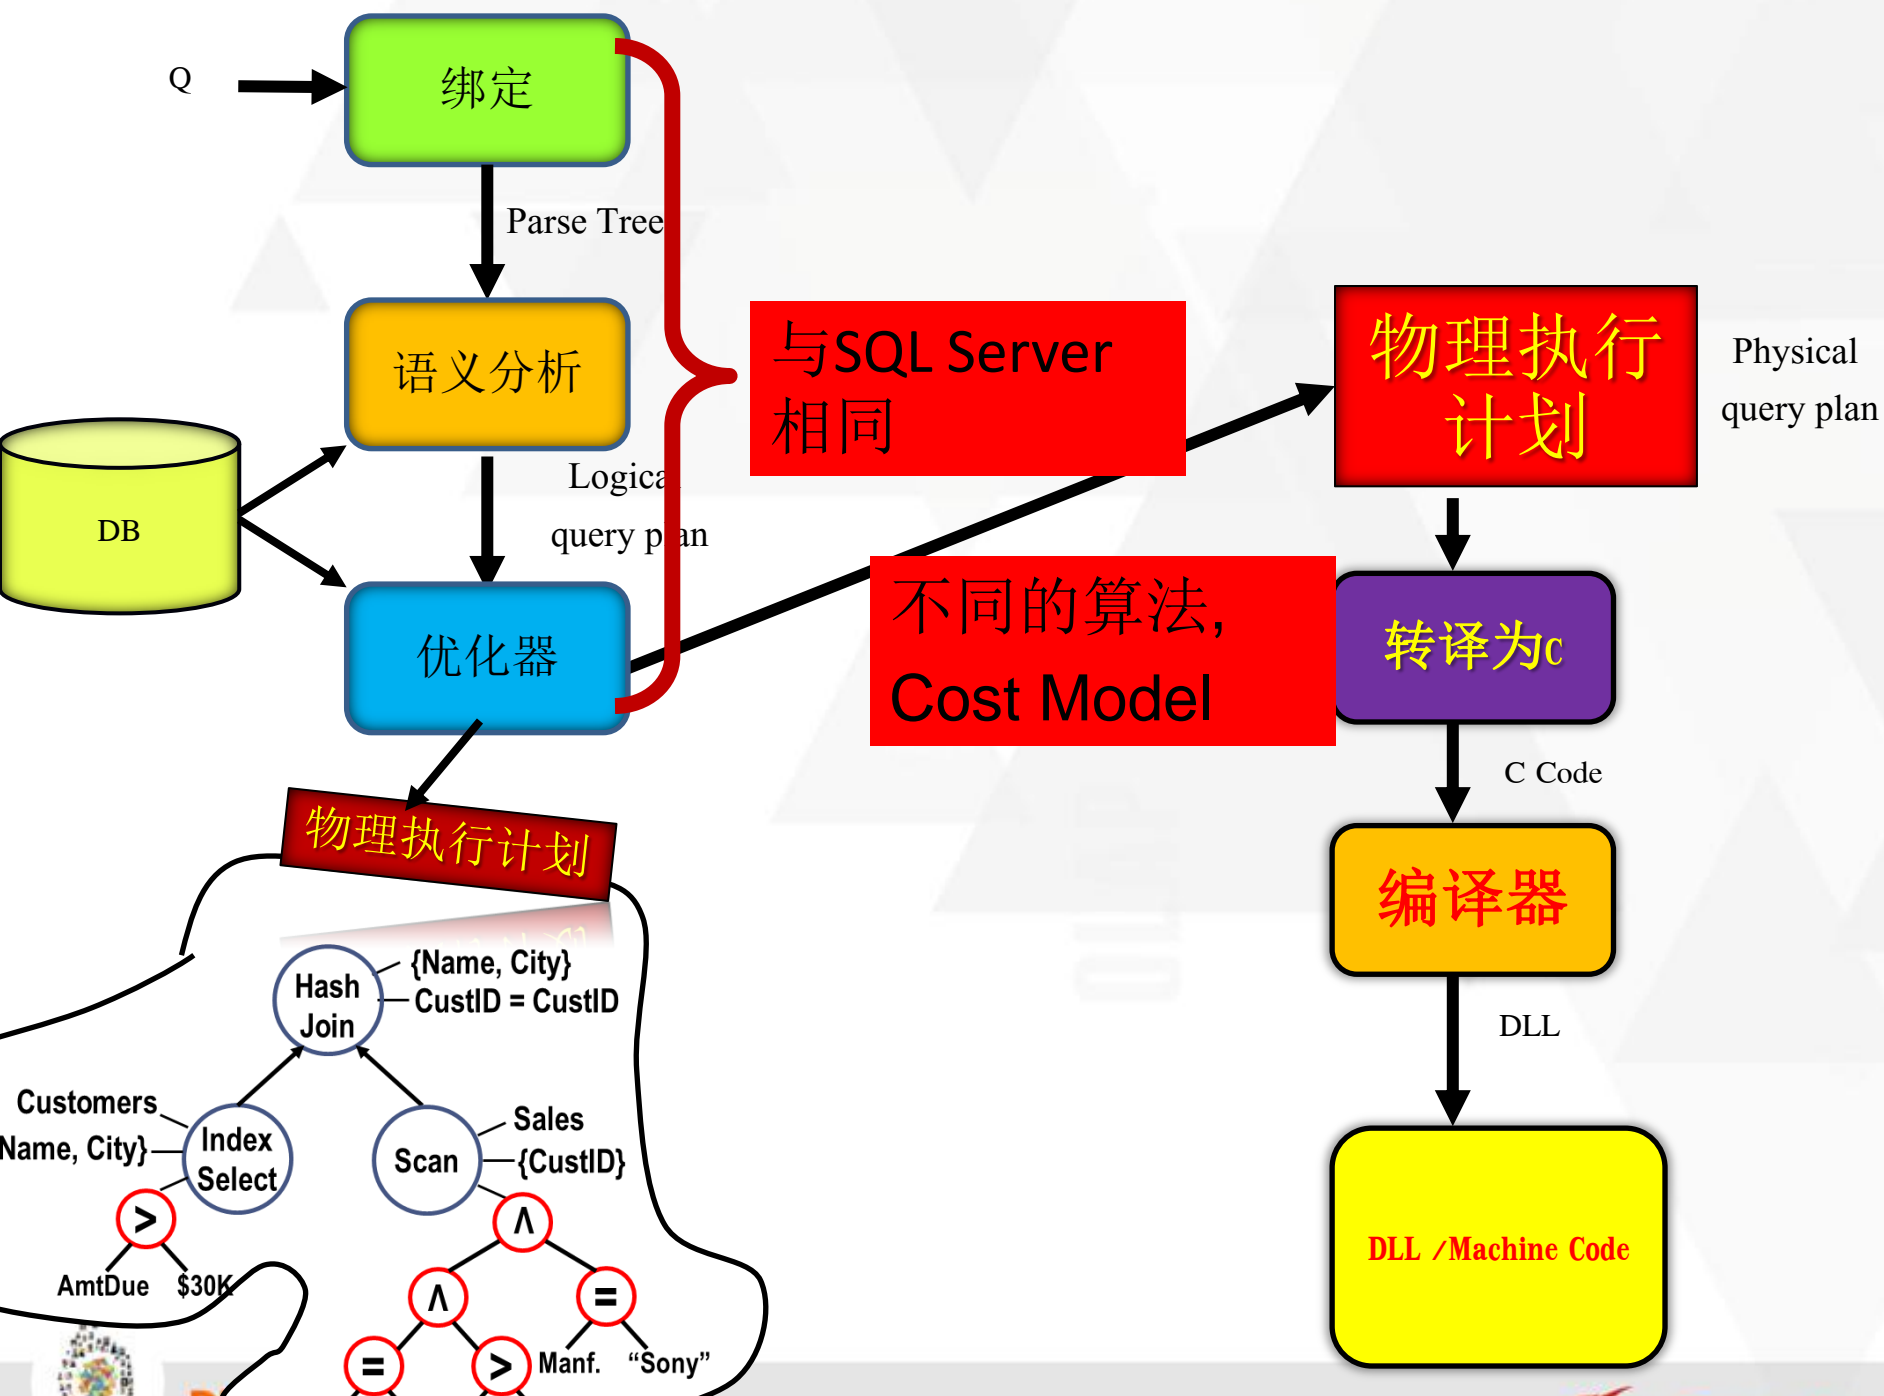 Q
绑定
Parse Tree
语义分析
DB
Logical
query plan
优化器
与SQL Server
相同
不同的算法,
Cost Model
物理执行
计划
Physical
query plan
转译为C
C Code
编译器
DLL
DLL /Machine Code
物理执行计划
Hash
Join
{Name, City}
CustID = CustID
Customers
Name, City}
Index
Select
>
AmtDue
$30K
Scan
Sales
{CustID}
Λ
Λ
=
=
>
Manf.
“Sony”